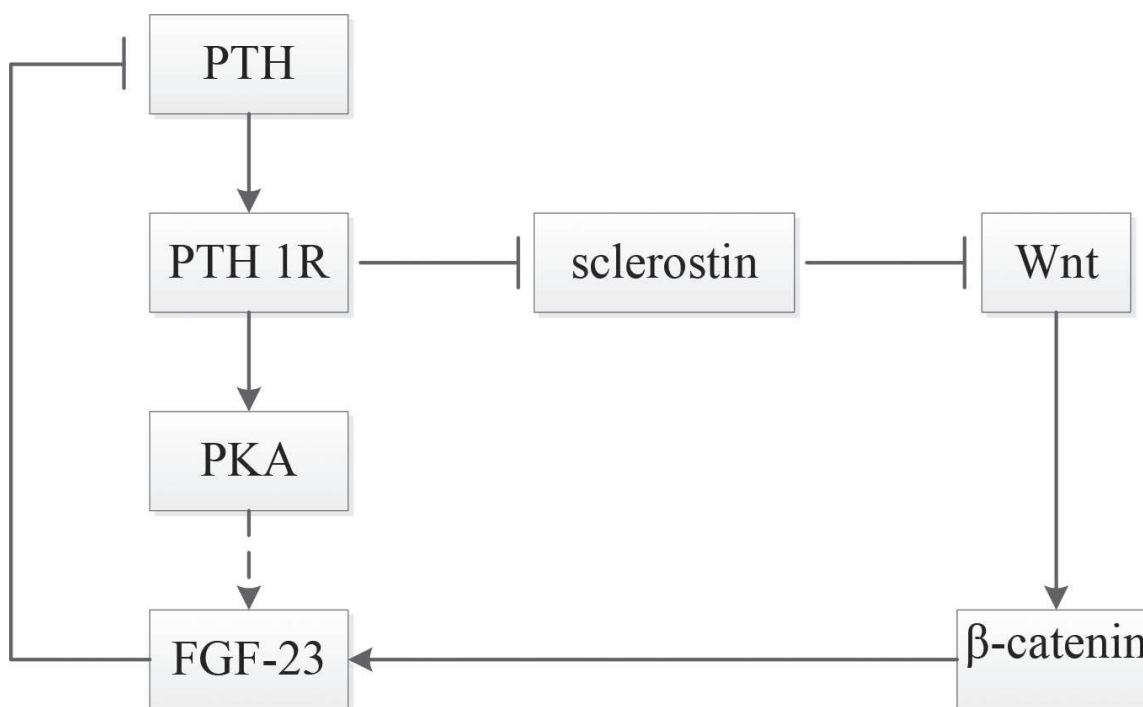 PTH
PTH 1R
sclerostin
Wnt
PKA
FGF-23
β-catenin